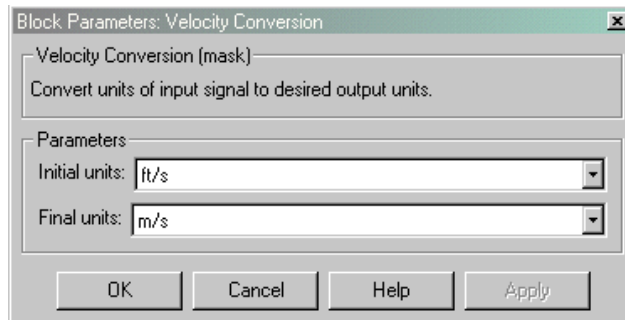 Block Parameters: Velocity Conversion
Velocity Conversion (mask)
Convert units of input signal to desired output units.
Parameters
Initial units: ft/s
Final units: m/s
OK Cancel Help Apply